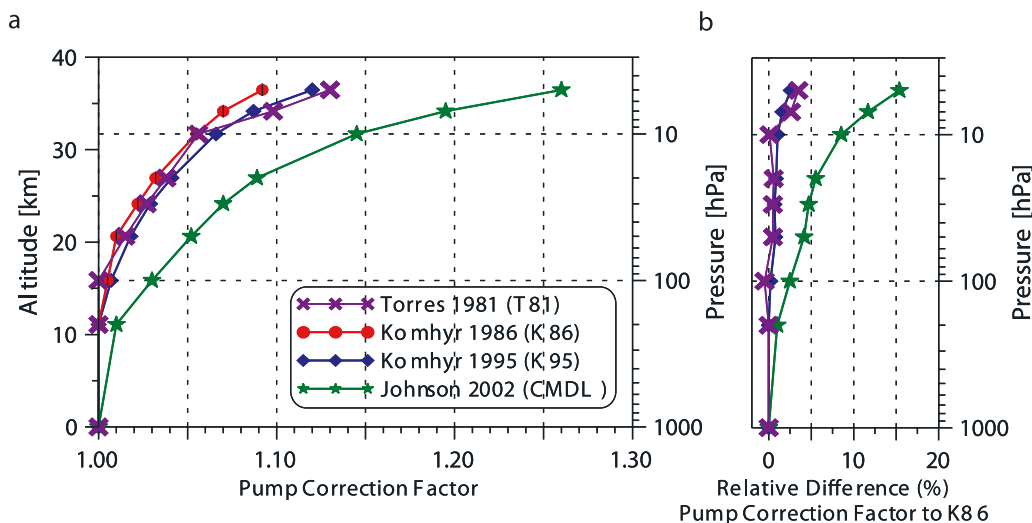 a
b
40
30
20
10
0
Altitude [km]
1.00
1.10
1.20
1.30
Pump Correction Factor
10
100
1000
Pressure [hPa]
Torres 1981 (T81)
Komhyr 1986 (K86)
Komhyr 1995 (K95)
Johnson 2002 (CMDL )
0
10
20
Relative Difference (%)
Pump Correction Factor to K86
10
100
1000
Pressure [hPa]